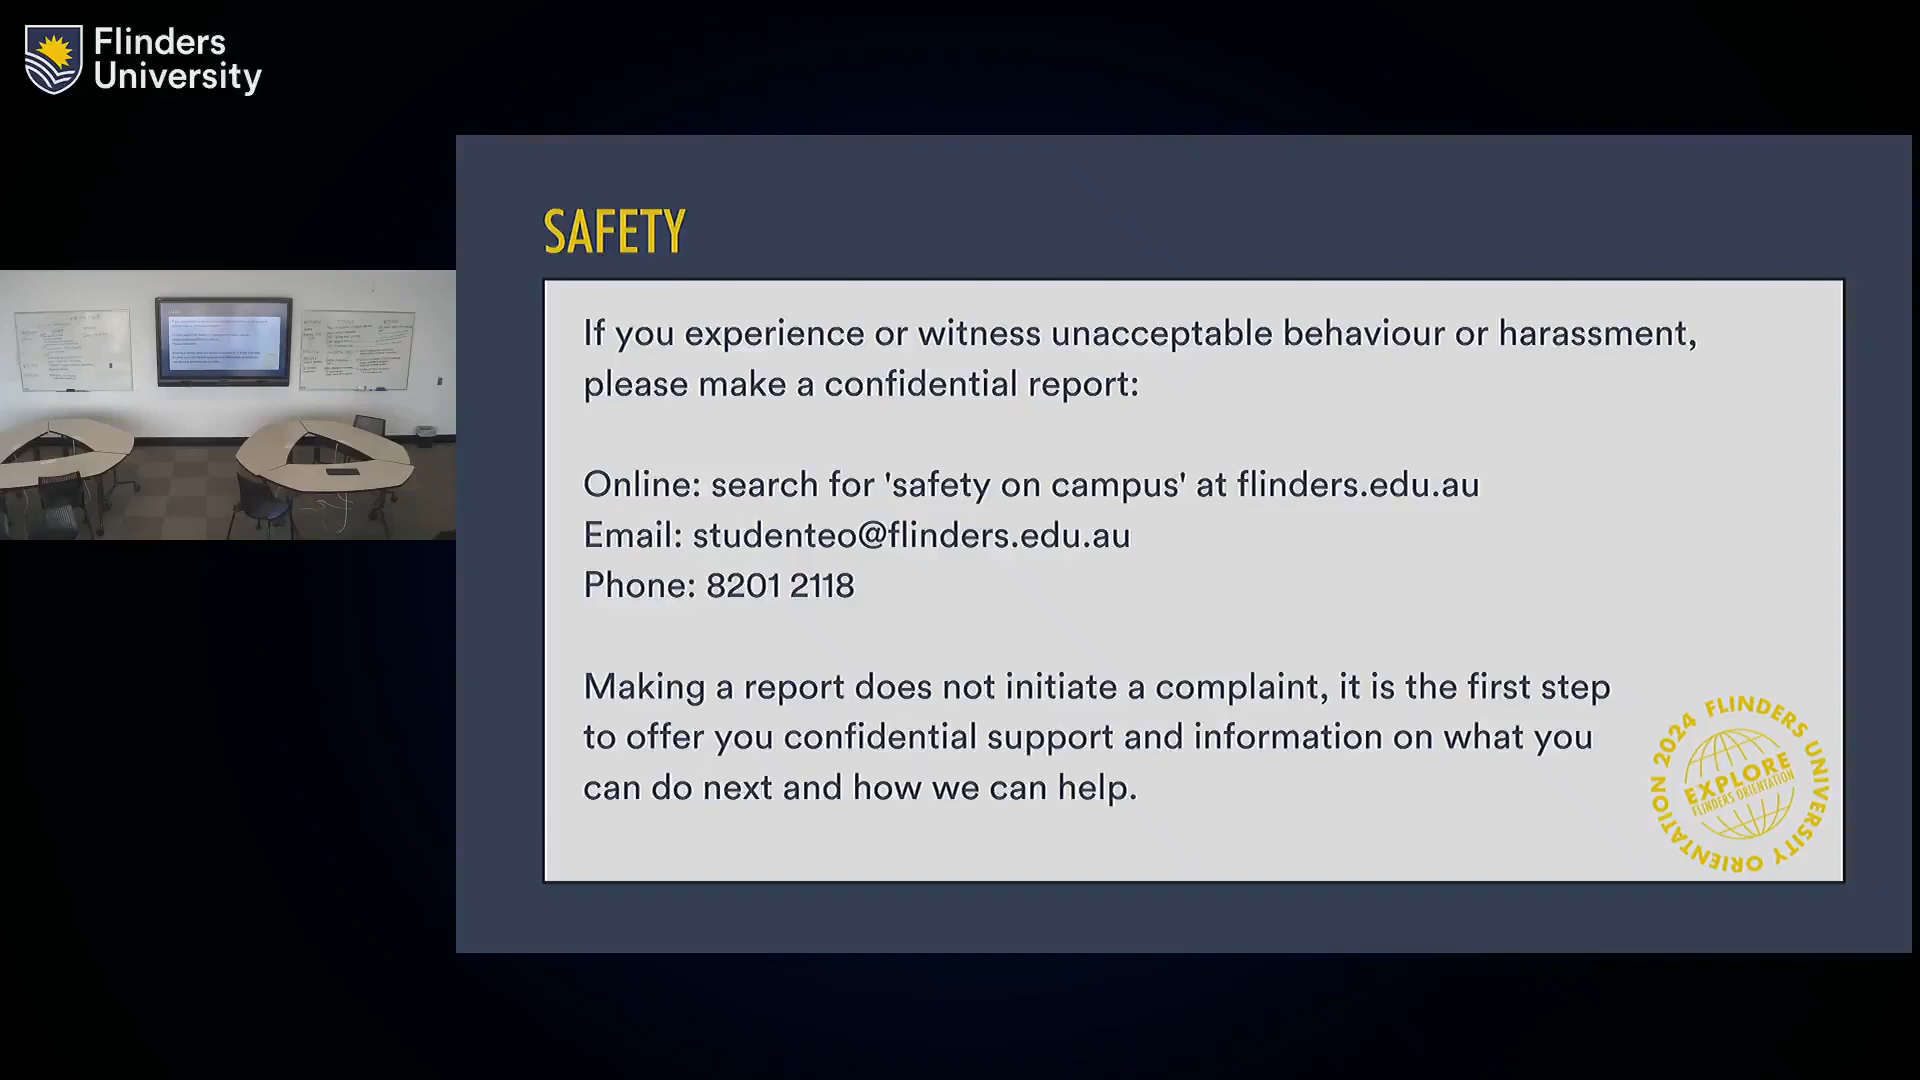 Flinders
University
SAFETY
If you experience or witness unacceptable behaviour or harassment,
please make a confidential report:
Online: search for 'safety on campus' at flinders.edu.au
Email: studenteo@flinders.edu.au
Phone: 8201 2118
Making a report does not initiate a complaint, it is the first step
to offer you confidential support and information on what you
can do next and how we can help.
FLINDERS UNIVERSITY ORIENTATION 2024
EXPLORE
FLINDERS ORIENTATION